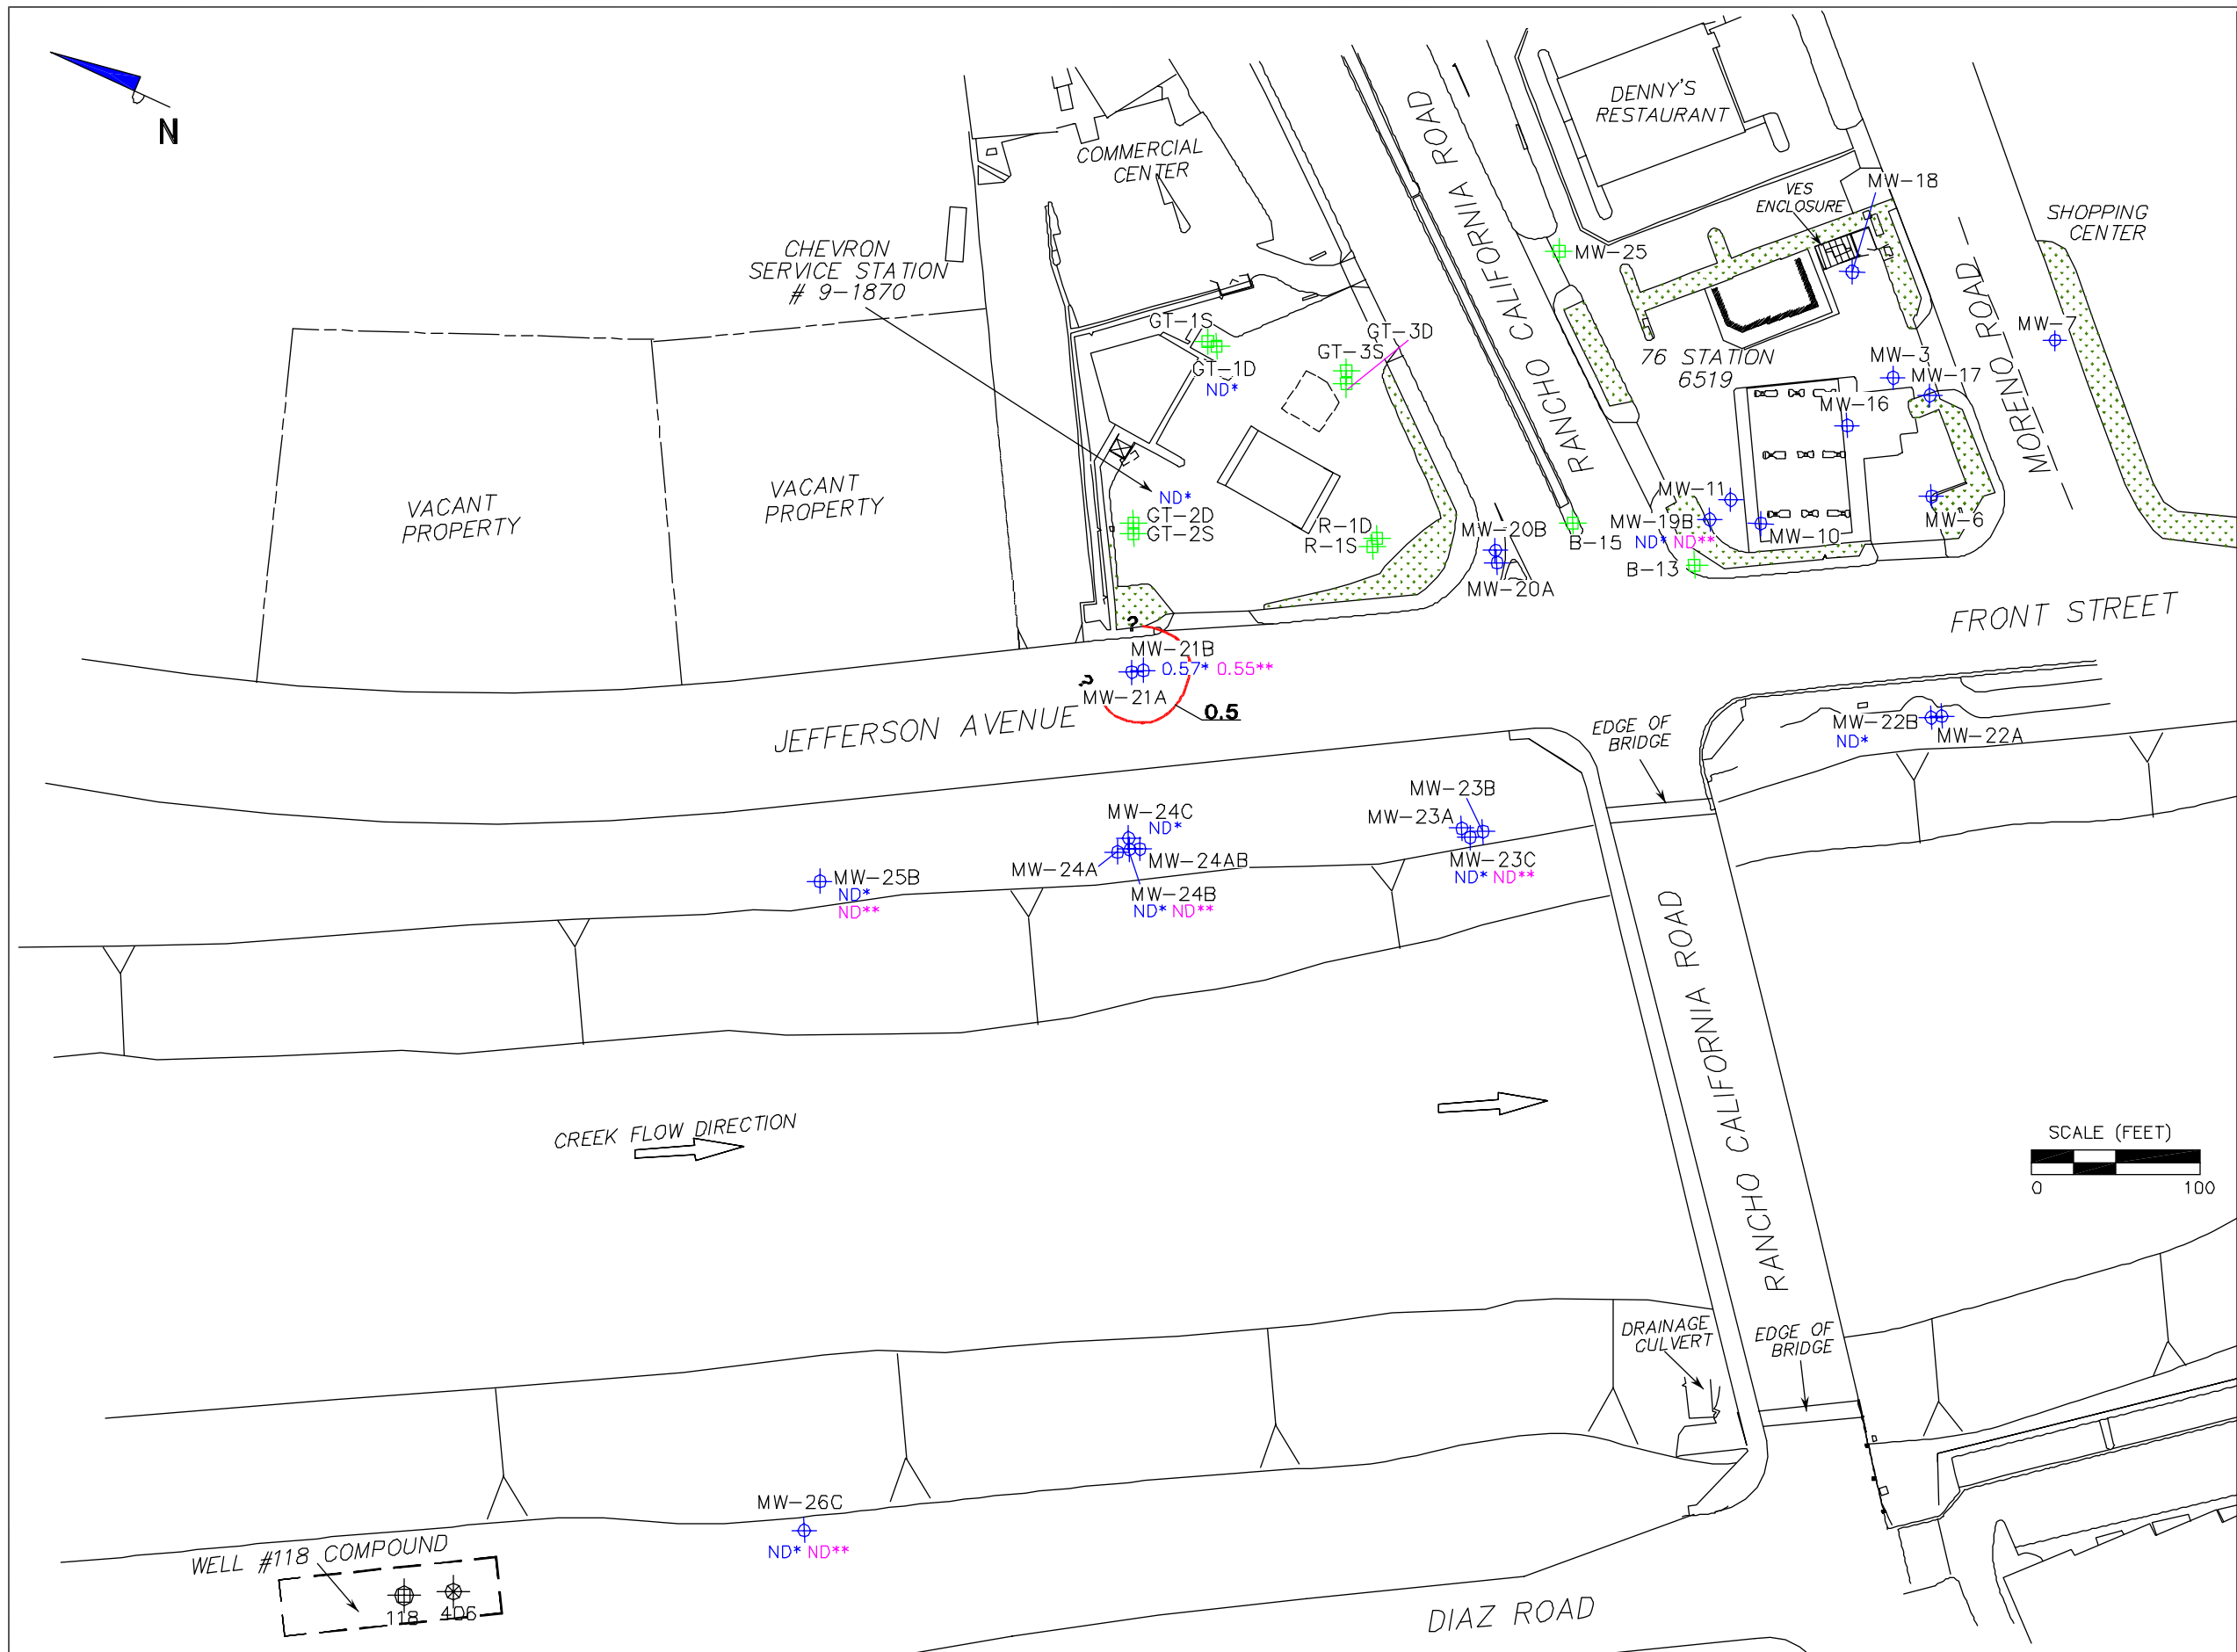 N
COMMERCIAL
CENTER
CHEVRON
SERVICE STATION
# 9-1870
DENNY'S
RESTAURANT
VES
ENCLOSURE
MW-18
SHOPPING
CENTER
RANCHO CALIFORNIA ROAD
MW-25
MORENO ROAD
MW-7
GT-1S
GT-1D
ND*
GT-3S
GT-3D
76 STATION
6519
MW-3
MW-17
MW-16
VACANT
PROPERTY
VACANT
PROPERTY
ND*
GT-2D
GT-2S
R-1D
R-1S
MW-20B
MW-20A
B-15
MW-11
MW-19B
ND* ND**
MW-10
MW-6
B-13
FRONT STREET
?
MW-21B
0.57* 0.55**
?
MW-21A
0.5
JEFFERSON AVENUE
EDGE OF
BRIDGE
MW-22B
ND*
MW-22A
MW-23B
MW-23A
MW-23C
ND* ND**
MW-24C
ND*
MW-24A
MW-24AB
MW-24B
ND* ND**
MW-25B
ND*
ND**
RANCHO CALIFORNIA ROAD
CREEK FLOW DIRECTION
SCALE (FEET)
0 100
DRAINAGE
CULVERT
EDGE OF
BRIDGE
MW-26C
ND* ND**
WELL #118 COMPOUND
118 406
DIAZ ROAD